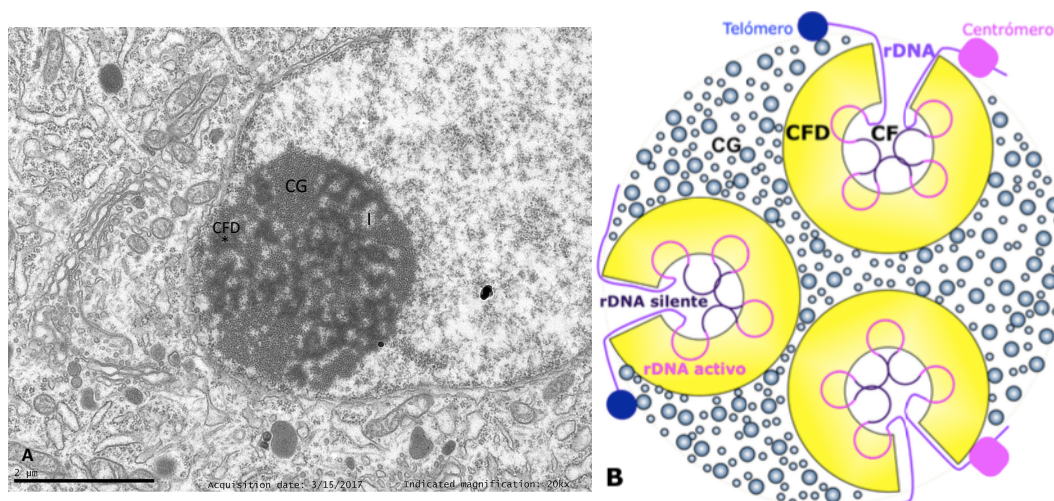 CG
I
CFD
*
A
2 µm
Acquisition date: 3/15/2017
Indicated magnification: 20kx
Telómero
Centrómero
rDNA
CFD
CF
CG
rDNA silente
rDNA activo
B